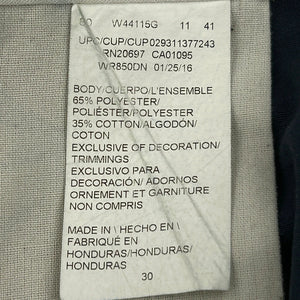 SO W44115G 11 41
UPC/CUP/CUP029311377243
RN20697 CA01095
WR850DN 01/25/16
BODY/CUERPO/L'ENSEMBLE
65% POLYESTER/
POLIÉSTER/POLYESTER
35% COTTON/ALGODÓN/
COTON
EXCLUSIVE OF DECORATION/
TRIMMINGS
EXCLUSIVO PARA
DECORACIÓN/ ADORNOS
ORNEMENT ET GARNITURE
NON COMPRIS
MADE IN \ HECHO EN \
FABRIQUÉ EN
HONDURAS/HONDURAS/
HONDURAS
30